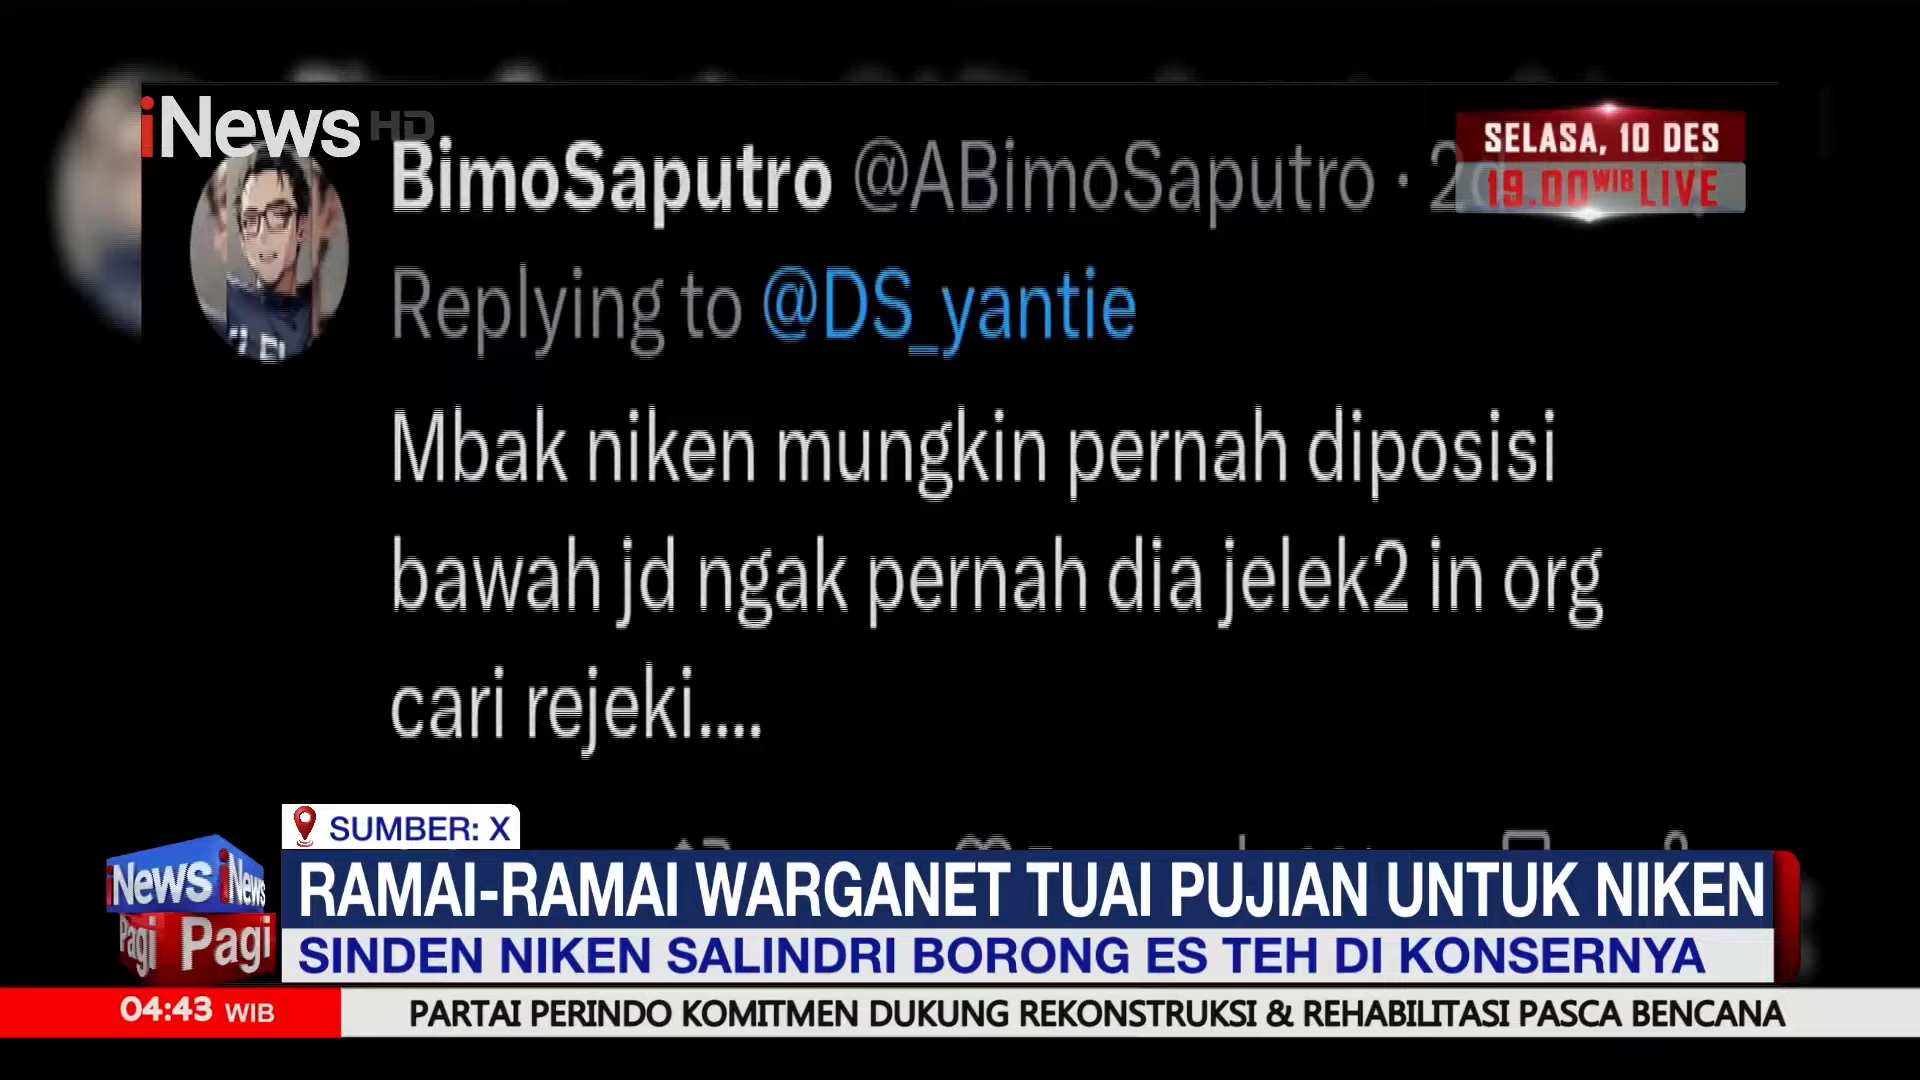 iNews HD
SELASA, 10 DES
19.00 WIB LIVE
BimoSaputro @ABimoSaputro ·
Replying to @DS_yantie
Mbak niken mungkin pernah diposisi
bawah jd ngak pernah dia jelek2 in org
cari rejeki....
SUMBER: X
RAMAI-RAMAI WARGANET TUAI PUJIAN UNTUK NIKEN
SINDEN NIKEN SALINDRI BORONG ES TEH DI KONSERNYA
iNews iNews
Pagi Pagi
04:43 WIB
PARTAI PERINDO KOMITMEN DUKUNG REKONSTRUKSI & REHABILITASI PASCA BENCANA